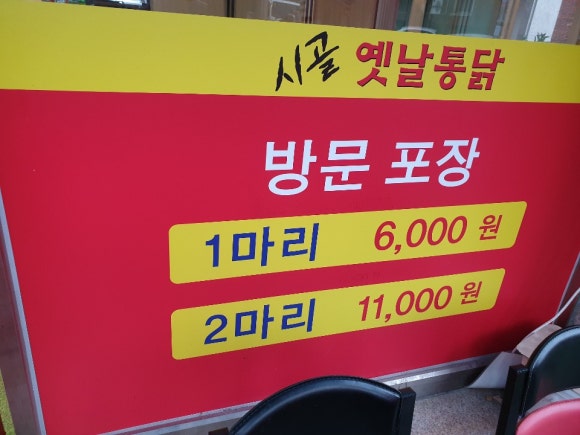 시골 옛날통닭
방문 포장
1마리 6,000 원
2마리 11,000 원